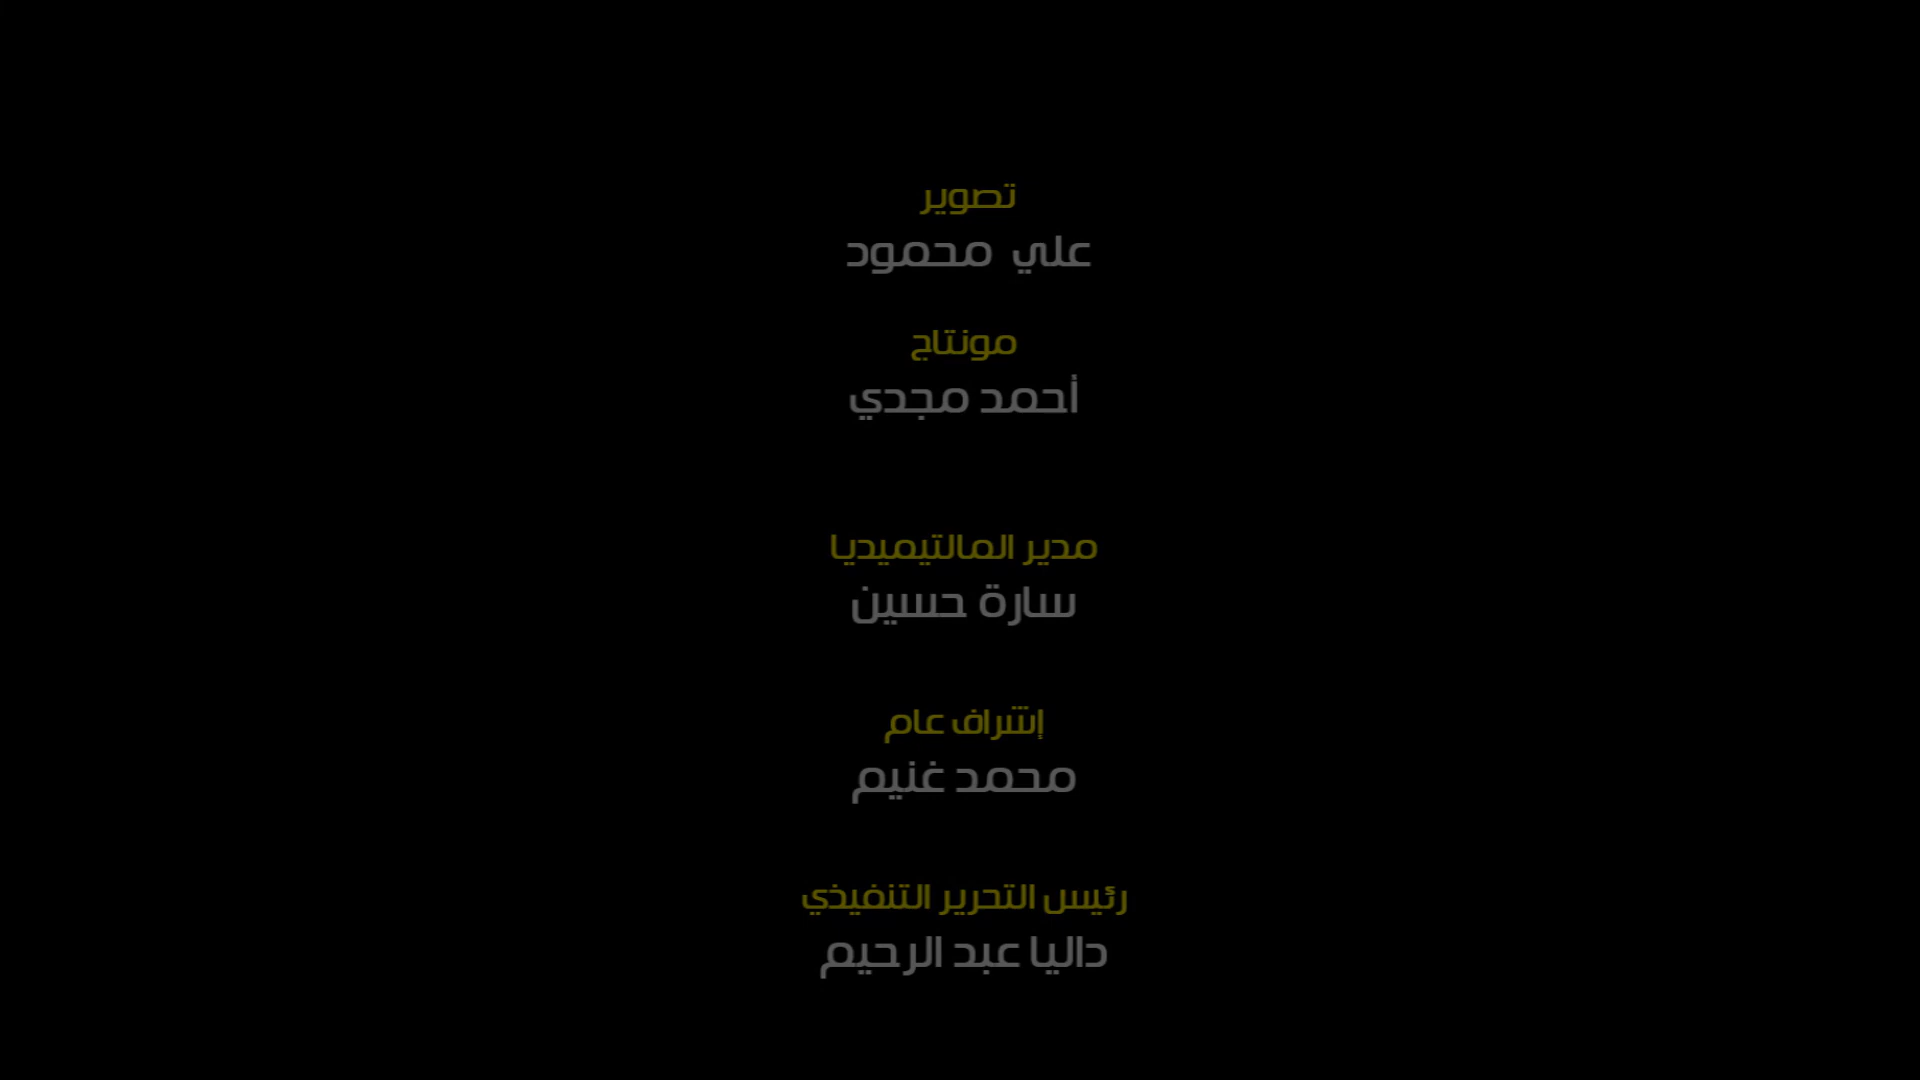 تصوير
علي محمود
مونتاج
أحمد مجدي
مدير المالتيميديا
سارة حسين
إشراف عام
محمد غنيم
رئيس التحرير التنفيذي
داليا عبد الرحيم